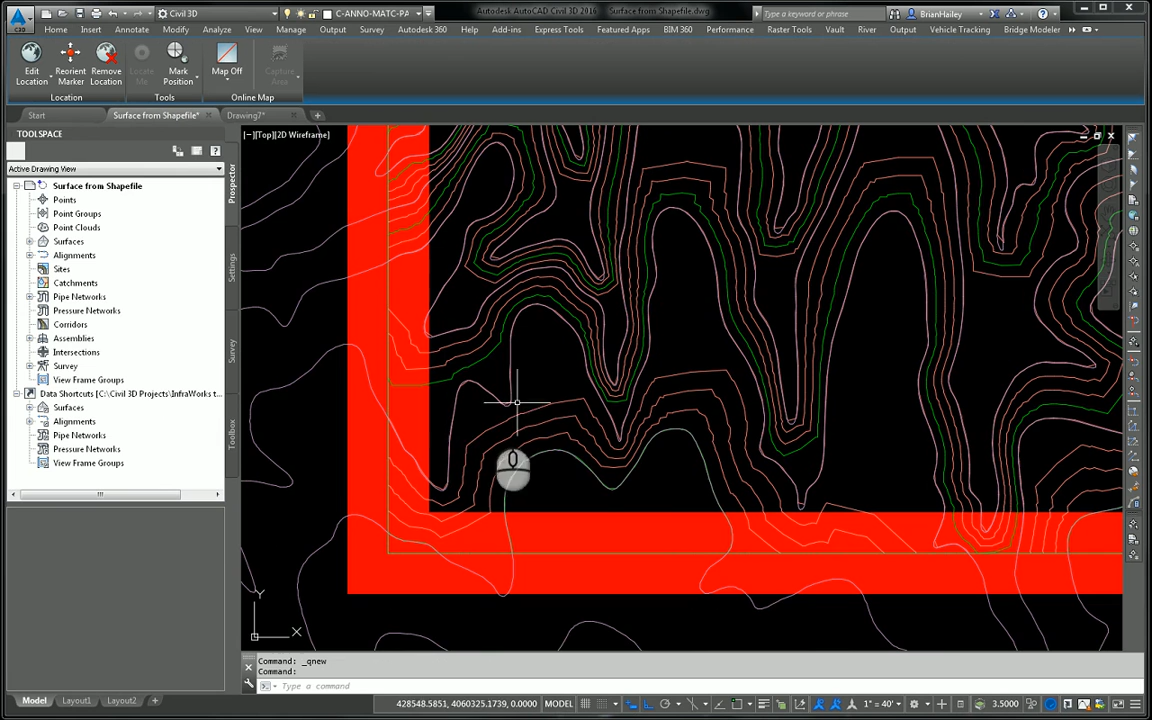 Civil 3D
C-ANNO-MATC-PA
Autodesk AutoCAD Civil 3D 2016 Surface from Shapefile.dwg
Type a keyword or phrase
BrianHailey
C3D
Home Insert Annotate Modify Analyze View Manage Output Survey Autodesk 360 Help Add-ins Express Tools Featured Apps BIM 360 Performance Raster Tools Vault River Output Vehicle Tracking Bridge Modeler
Edit Location
Reorient Marker
Remove Location
Locate Me
Mark Position
Map Off
Capture Area
Location
Tools
Online Map
Start
Surface from Shapefile*
Drawing7*
TOOLSPACE
[−][Top][2D Wireframe]
Active Drawing View
Surface from Shapefile
Points
Point Groups
Point Clouds
Surfaces
Alignments
Sites
Catchments
Pipe Networks
Pressure Networks
Corridors
Assemblies
Intersections
Survey
View Frame Groups
Data Shortcuts [C:\Civil 3D Projects\InfraWorks t...
Surfaces
Alignments
Pipe Networks
Pressure Networks
View Frame Groups
Prospector
Settings
Survey
Toolbox
Y
X
Command: _qnew
Command:
Type a command
Model Layout1 Layout2 +
428548.5851, 4060325.1739, 0.0000 MODEL
1" = 40'
3.5000